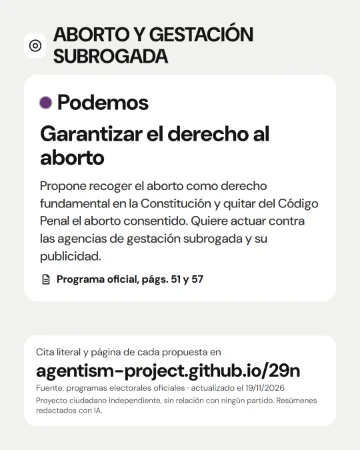 ABORTO Y GESTACIÓN
SUBROGADA
Podemos
Garantizar el derecho al
aborto
Propone recoger el aborto como derecho
fundamental en la Constitución y quitar del Código
Penal el aborto consentido. Quiere actuar contra
las agencias de gestación subrogada y su
publicidad.
Programa oficial, págs. 51 y 57
Cita literal y página de cada propuesta en
agentism-project.github.io/29n
Fuente: programas electorales oficiales · actualizado el 19/11/2026
Proyecto ciudadano independiente, sin relación con ningún partido. Resúmenes
redactados con IA.